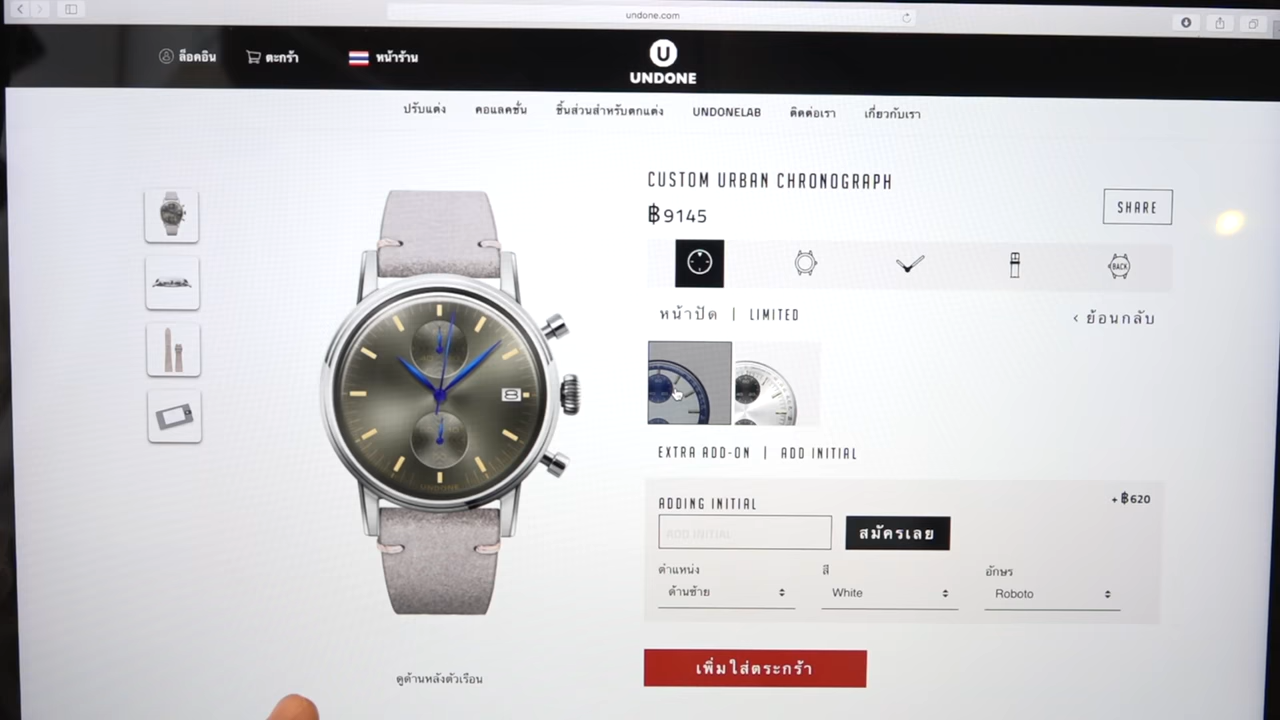 undone.com
ล็อคอิน
ตะกร้า
หน้าร้าน
U
UNDONE
ปรับแต่ง
คอแลคชั่น
ชิ้นส่วนสำหรับตกแต่ง
UNDONELAB
ติดต่อเรา
เกี่ยวกับเรา
CUSTOM URBAN CHRONOGRAPH
฿9145
SHARE
BACK
หน้าปัด | LIMITED
< ย้อนกลับ
8
UNDONE
EXTRA ADD-ON | ADD INITIAL
ADDING INITIAL
+ ฿620
ADD INITIAL
สมัครเลย
ตำแหน่ง
สี
อักษร
ด้านซ้าย
White
Roboto
เพิ่มใส่ตระกร้า
ดูด้านหลังตัวเรือน